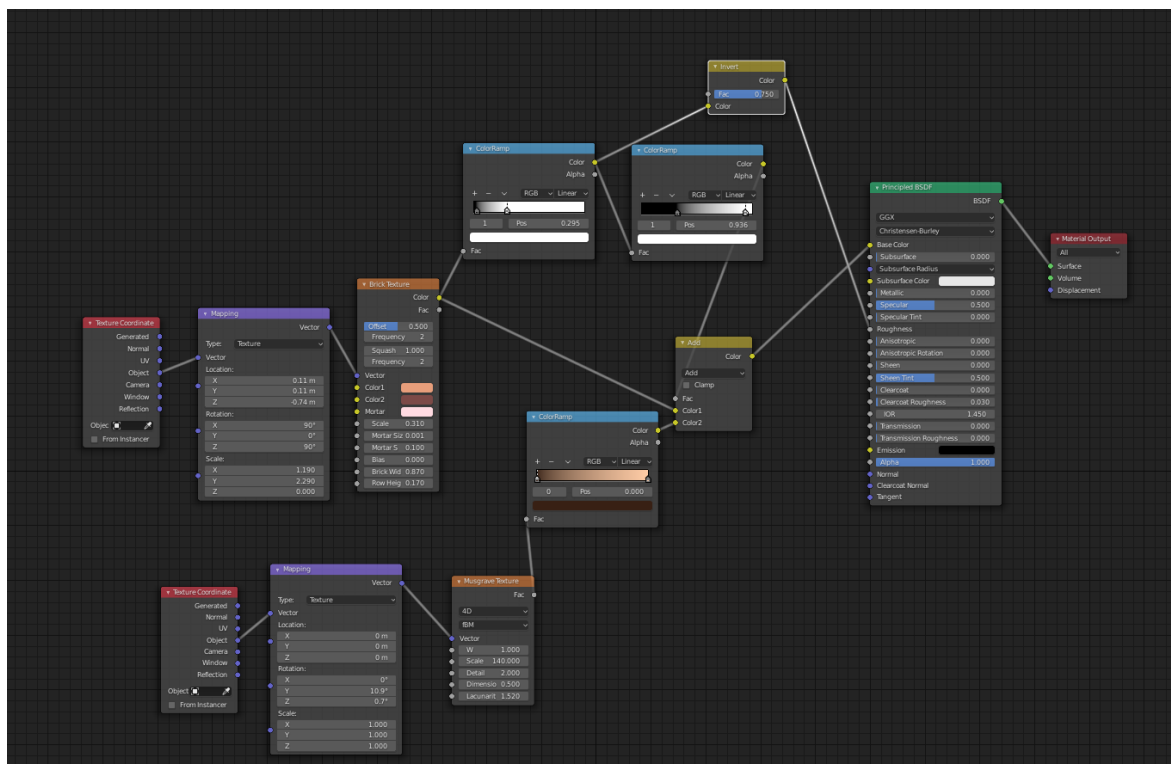 Invert
Color
Fac 0.750
Color
ColorRamp
Color
Alpha
+ − RGB Linear
1 Pos 0.295
Fac
ColorRamp
Color
Alpha
+ − RGB Linear
1 Pos 0.936
Fac
Principled BSDF
BSDF
GGX
Christensen-Burley
Base Color
Subsurface 0.000
Subsurface Radius
Subsurface Color
Metallic 0.000
Specular 0.500
Specular Tint 0.000
Roughness
Anisotropic 0.000
Anisotropic Rotation 0.000
Sheen 0.000
Sheen Tint 0.500
Clearcoat 0.000
Clearcoat Roughness 0.030
IOR 1.450
Transmission 0.000
Transmission Roughness 0.000
Emission
Alpha 1.000
Normal
Clearcoat Normal
Tangent
Material Output
All
Surface
Volume
Displacement
Brick Texture
Color
Fac
Offset 0.500
Frequency 2
Squash 1.000
Frequency 2
Vector
Color1
Color2
Mortar
Scale 0.310
Mortar Siz 0.001
Mortar S 0.100
Bias 0.000
Brick Wid 0.870
Row Heig 0.170
Mapping
Vector
Type: Texture
Vector
Location:
X 0.11 m
Y 0.11 m
Z -0.74 m
Rotation:
X 90°
Y 0°
Z 90°
Scale:
X 1.190
Y 2.290
Z 0.000
Texture Coordinate
Generated
Normal
UV
Object
Camera
Window
Reflection
Objec
From Instancer
Add
Color
Add
Clamp
Fac
Color1
Color2
ColorRamp
Color
Alpha
+ − RGB Linear
0 Pos 0.000
Fac
Mapping
Vector
Type: Texture
Vector
Location:
X 0 m
Y 0 m
Z 0 m
Rotation:
X 0°
Y 10.9°
Z 0.7°
Scale:
X 1.000
Y 1.000
Z 1.000
Musgrave Texture
Fac
4D
fBM
Vector
W 1.000
Scale 140.000
Detail 2.000
Dimensio 0.500
Lacunarit 1.520
Texture Coordinate
Generated
Normal
UV
Object
Camera
Window
Reflection
Object
From Instancer